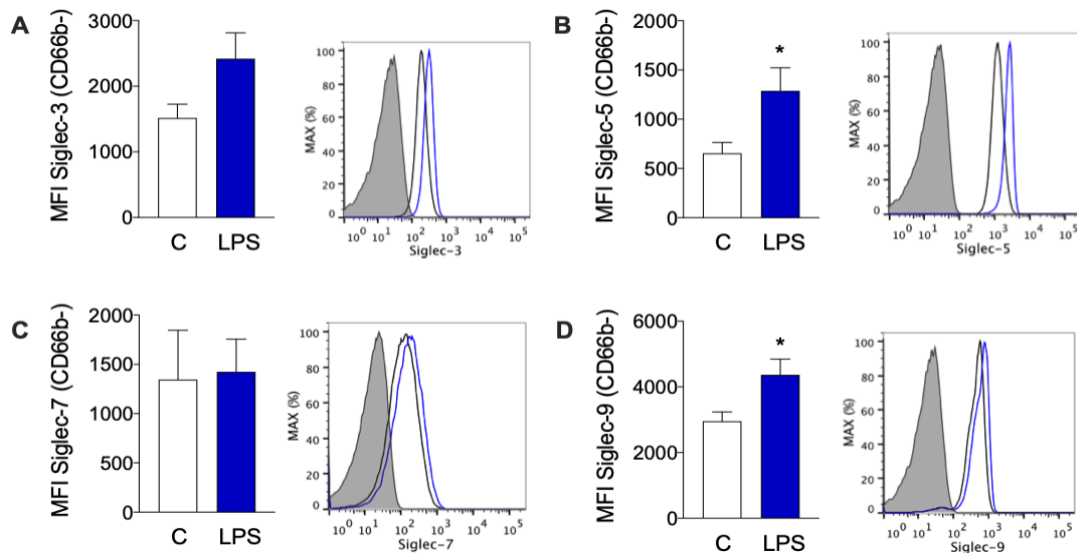 A
MFI Siglec-3 (CD66b-)
3000
2000
1000
0
C LPS
MAX (%)
100
80
60
40
20
0
10⁰ 10¹ 10² 10³ 10⁴ 10⁵
Siglec-3
B
MFI Siglec-5 (CD66b-)
2000
1500
1000
500
0
*
C LPS
MAX (%)
100
80
60
40
20
0
10⁰ 10¹ 10² 10³ 10⁴ 10⁵
Siglec-5
C
MFI Siglec-7 (CD66b-)
2000
1500
1000
500
0
C LPS
MAX (%)
100
80
60
40
20
0
10⁰ 10¹ 10² 10³ 10⁴ 10⁵
Siglec-7
D
MFI Siglec-9 (CD66b-)
6000
4000
2000
0
*
C LPS
MAX (%)
100
80
60
40
20
0
10⁰ 10¹ 10² 10³ 10⁴ 10⁵
Siglec-9